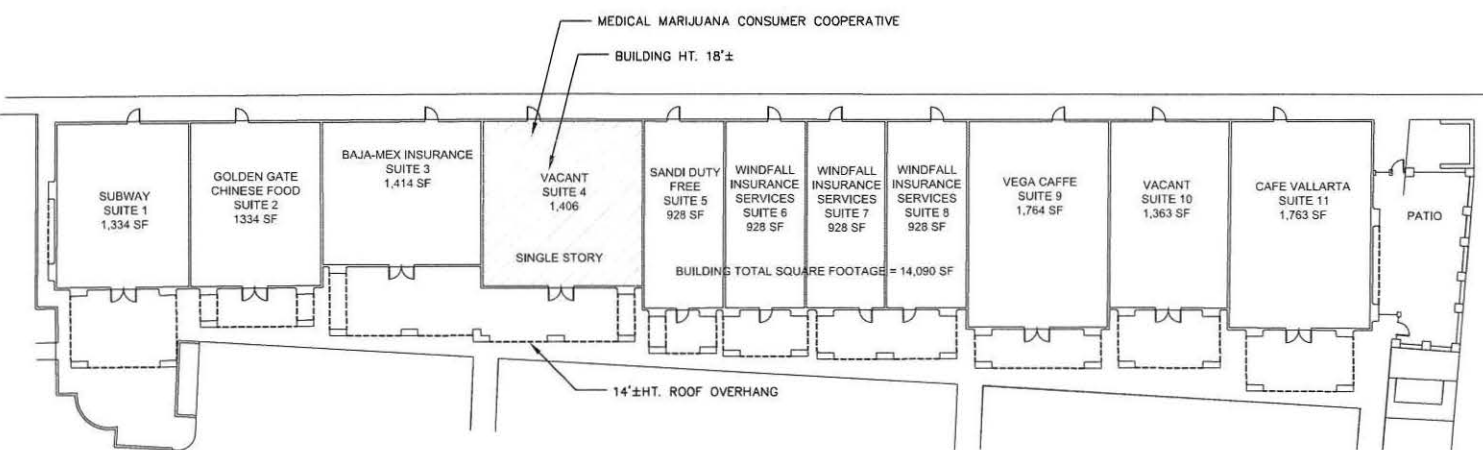 MEDICAL MARIJUANA CONSUMER COOPERATIVE
BUILDING HT. 18'±
SUBWAY
SUITE 1
1,334 SF
GOLDEN GATE
CHINESE FOOD
SUITE 2
1334 SF
BAJA-MEX INSURANCE
SUITE 3
1,414 SF
VACANT
SUITE 4
1,406
SINGLE STORY
SANDI DUTY
FREE
SUITE 5
928 SF
WINDFALL
INSURANCE
SERVICES
SUITE 6
928 SF
WINDFALL
INSURANCE
SERVICES
SUITE 7
928 SF
WINDFALL
INSURANCE
SERVICES
SUITE 8
928 SF
VEGA CAFFE
SUITE 9
1,764 SF
VACANT
SUITE 10
1,363 SF
CAFE VALLARTA
SUITE 11
1,763 SF
PATIO
BUILDING TOTAL SQUARE FOOTAGE = 14,090 SF
14'±HT. ROOF OVERHANG